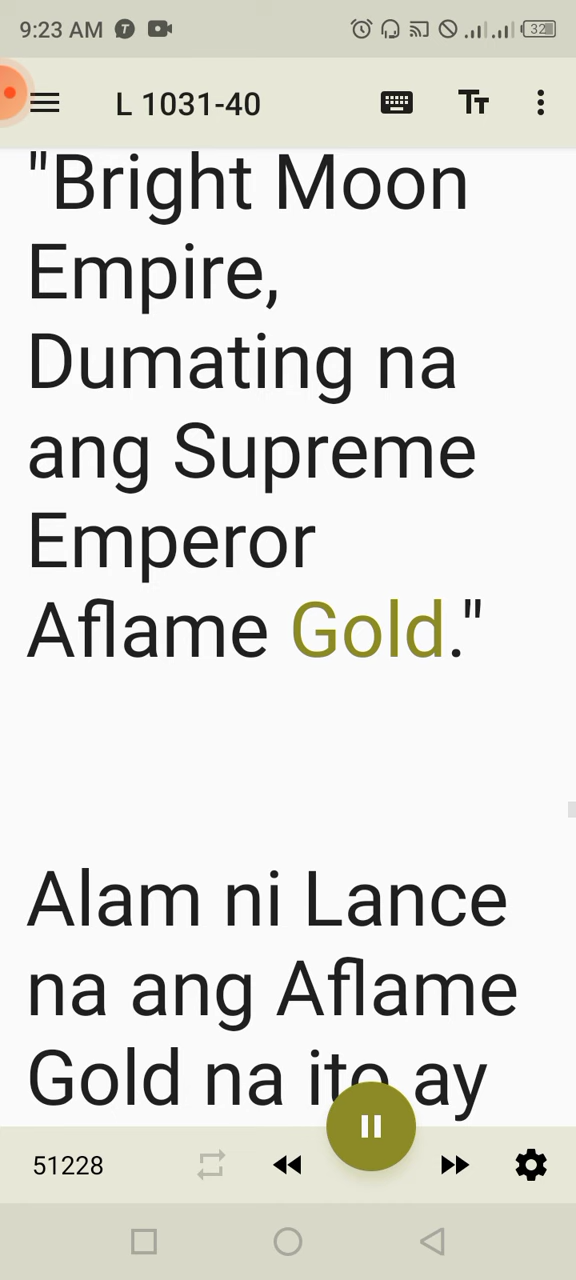 9:23 AM
32
L 1031-40
"Bright Moon
Empire,
Dumating na
ang Supreme
Emperor
Aflame Gold."
Alam ni Lance
na ang Aflame
Gold na ito ay
51228